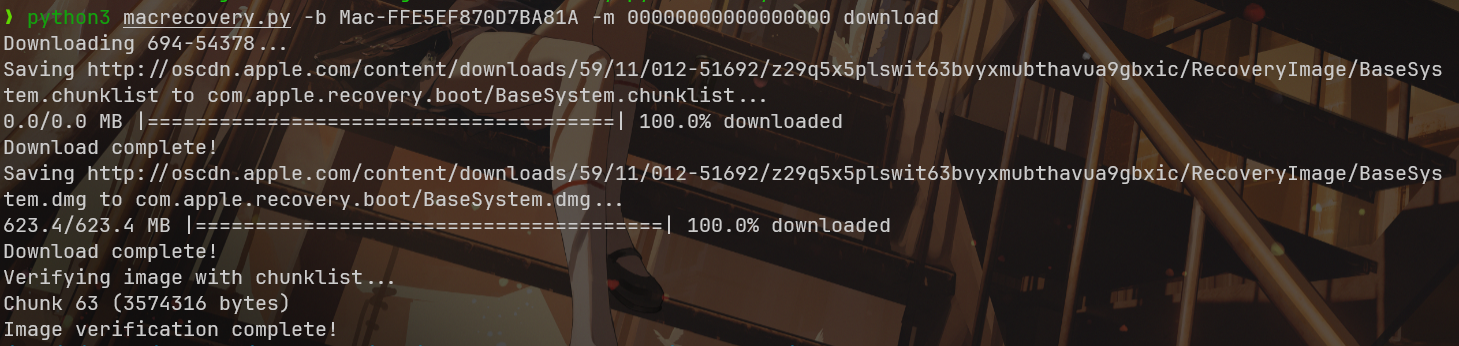 ❯ python3 macrecovery.py -b Mac-FFE5EF870D7BA81A -m 00000000000000000 download
Downloading 694-54378...
Saving http://oscdn.apple.com/content/downloads/59/11/012-51692/z29q5x5plswit63bvyxmubthavua9gbxic/RecoveryImage/BaseSys
tem.chunklist to com.apple.recovery.boot/BaseSystem.chunklist...
0.0/0.0 MB |=======================================| 100.0% downloaded
Download complete!
Saving http://oscdn.apple.com/content/downloads/59/11/012-51692/z29q5x5plswit63bvyxmubthavua9gbxic/RecoveryImage/BaseSys
tem.dmg to com.apple.recovery.boot/BaseSystem.dmg...
623.4/623.4 MB |=======================================| 100.0% downloaded
Download complete!
Verifying image with chunklist...
Chunk 63 (3574316 bytes)
Image verification complete!